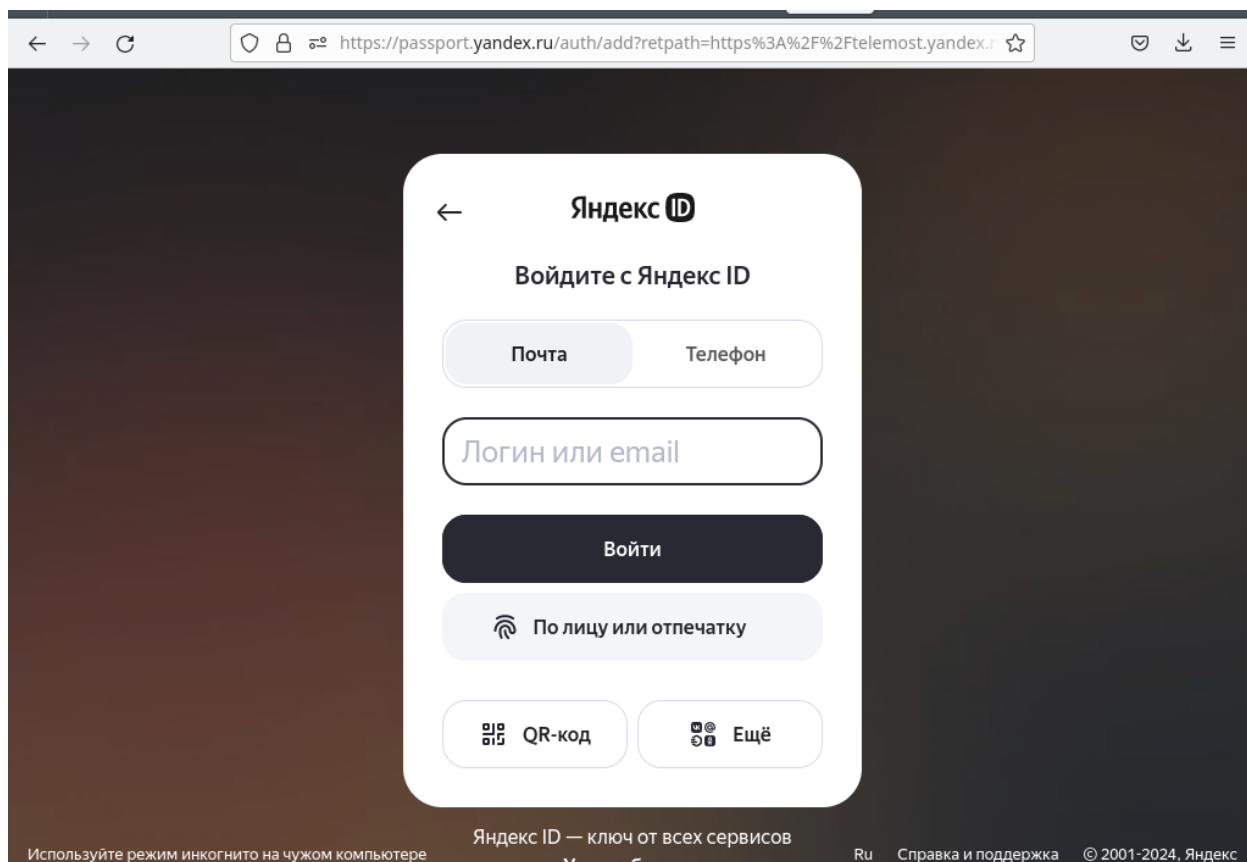 https://passport.yandex.ru/auth/add?retpath=https%3A%2F%2Ftelemost.yandex.r
Яндекс ID
Войдите с Яндекс ID
Почта Телефон
Логин или email
Войти
По лицу или отпечатку
QR-код Ещё
Яндекс ID — ключ от всех сервисов
Используйте режим инкогнито на чужом компьютере Ru Справка и поддержка © 2001-2024, Яндекс